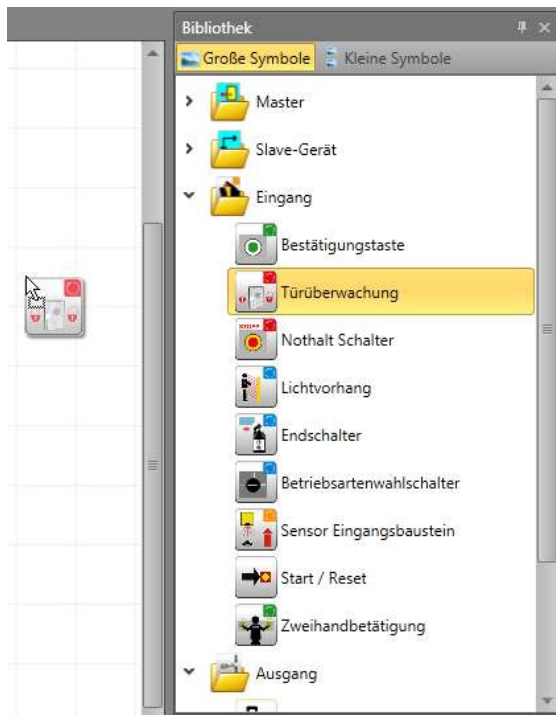 Bibliothek
Große Symbole Kleine Symbole
Master
Slave-Gerät
Eingang
Bestätigungstaste
Türüberwachung
Nothalt Schalter
Lichtvorhang
Endschalter
Betriebsartenwahlschalter
Sensor Eingangsbaustein
Start / Reset
Zweihandbetätigung
Ausgang